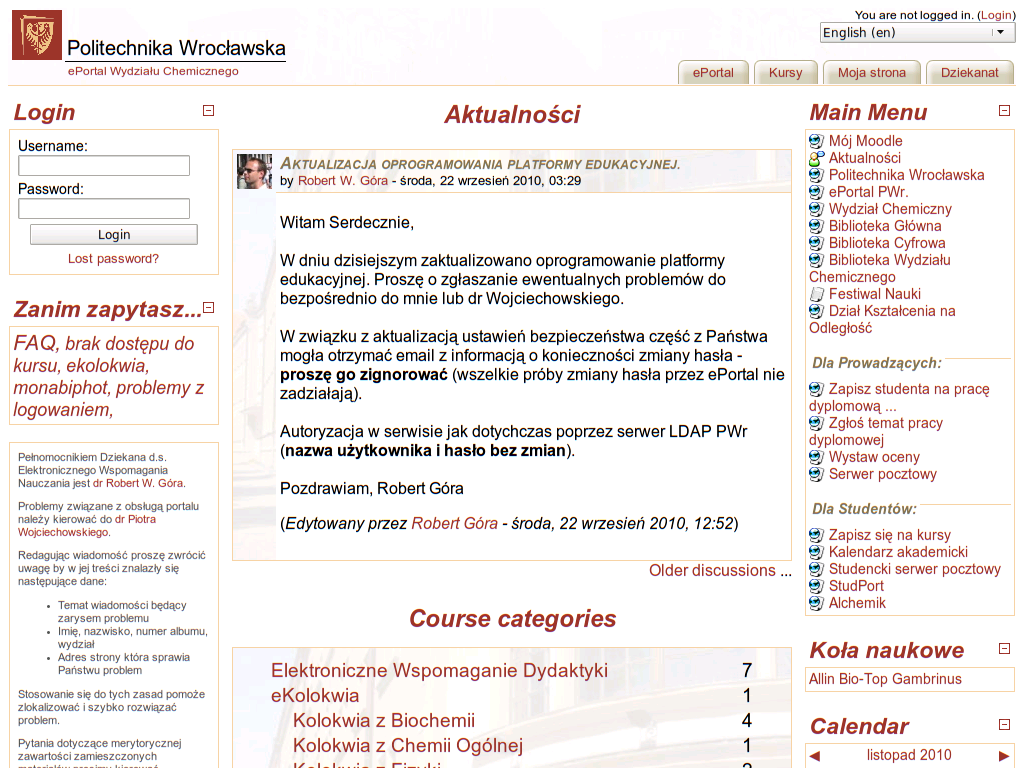 You are not logged in. (Login)
English (en)
Politechnika Wrocławska
ePortal Wydziału Chemicznego
ePortal
Kursy
Moja strona
Dziekanat
Login
Username:
Password:
Login
Lost password?
Zanim zapytasz...
FAQ, brak dostępu do
kursu, ekolokwia,
monabiphot, problemy z
logowaniem,
Pełnomocnikiem Dziekana d.s.
Elektronicznego Wspomagania
Nauczania jest dr Robert W. Góra.
Problemy związane z obsługą portalu
należy kierować do dr Piotra
Wojciechowskiego.
Redagując wiadomość proszę zwrócić
uwagę by w jej treści znalazły się
następujące dane:
• Temat wiadomości będący
zarysem problemu
• Imię, nazwisko, numer albumu,
wydział
• Adres strony która sprawia
Państwu problem
Stosowanie się do tych zasad pomoże
zlokalizować i szybko rozwiązać
problem.
Pytania dotyczące merytorycznej
zawartości zamieszczonych
Aktualności
Aktualizacja oprogramowania platformy edukacyjnej.
by Robert W. Góra - środa, 22 wrzesień 2010, 03:29
Witam Serdecznie,
W dniu dzisiejszym zaktualizowano oprogramowanie platformy
edukacyjnej. Proszę o zgłaszanie ewentualnych problemów do
bezpośrednio do mnie lub dr Wojciechowskiego.
W związku z aktualizacją ustawień bezpieczeństwa część z Państwa
mogła otrzymać email z informacją o konieczności zmiany hasła -
proszę go zignorować (wszelkie próby zmiany hasła przez ePortal nie
zadziałają).
Autoryzacja w serwisie jak dotychczas poprzez serwer LDAP PWr
(nazwa użytkownika i hasło bez zmian).
Pozdrawiam, Robert Góra
(Edytowany przez Robert Góra - środa, 22 wrzesień 2010, 12:52)
Older discussions ...
Course categories
Elektroniczne Wspomaganie Dydaktyki 7
eKolokwia 1
Kolokwia z Biochemii 4
Kolokwia z Chemii Ogólnej 1
Kolokwia z Fizyki 2
Main Menu
Mój Moodle
Aktualności
Politechnika Wrocławska
ePortal PWr.
Wydział Chemiczny
Biblioteka Główna
Biblioteka Cyfrowa
Biblioteka Wydziału
Chemicznego
Festiwal Nauki
Dział Kształcenia na
Odległość
Dla Prowadzących:
Zapisz studenta na pracę
dyplomową ...
Zgłoś temat pracy
dyplomowej
Wystaw oceny
Serwer pocztowy
Dla Studentów:
Zapisz się na kursy
Kalendarz akademicki
Studencki serwer pocztowy
StudPort
Alchemik
Koła naukowe
Allin Bio-Top Gambrinus
Calendar
◀ listopad 2010 ▶